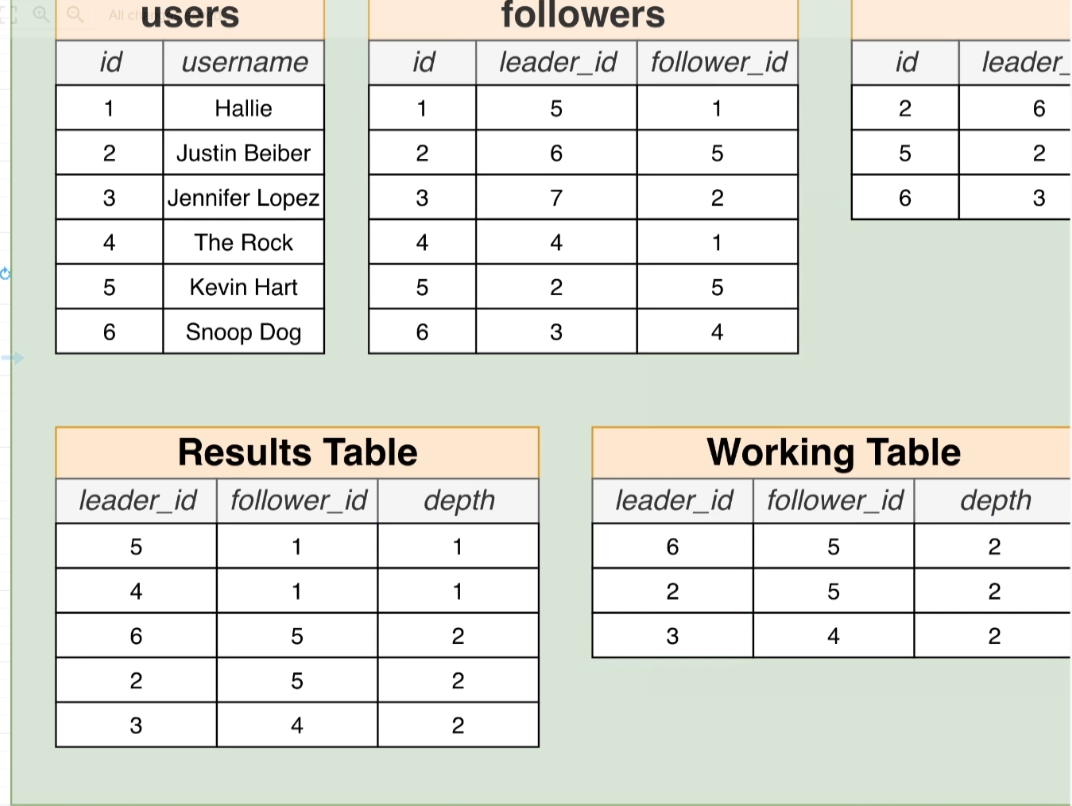 users followers
id username id leader_id follower_id id leader_
1 Hallie 1 5 1 2 6
2 Justin Beiber 2 6 5 5 2
3 Jennifer Lopez 3 7 2 6 3
4 The Rock 4 4 1
5 Kevin Hart 5 2 5
6 Snoop Dog 6 3 4
Results Table Working Table
leader_id follower_id depth leader_id follower_id depth
5 1 1 6 5 2
4 1 1 2 5 2
6 5 2 3 4 2
2 5 2
3 4 2